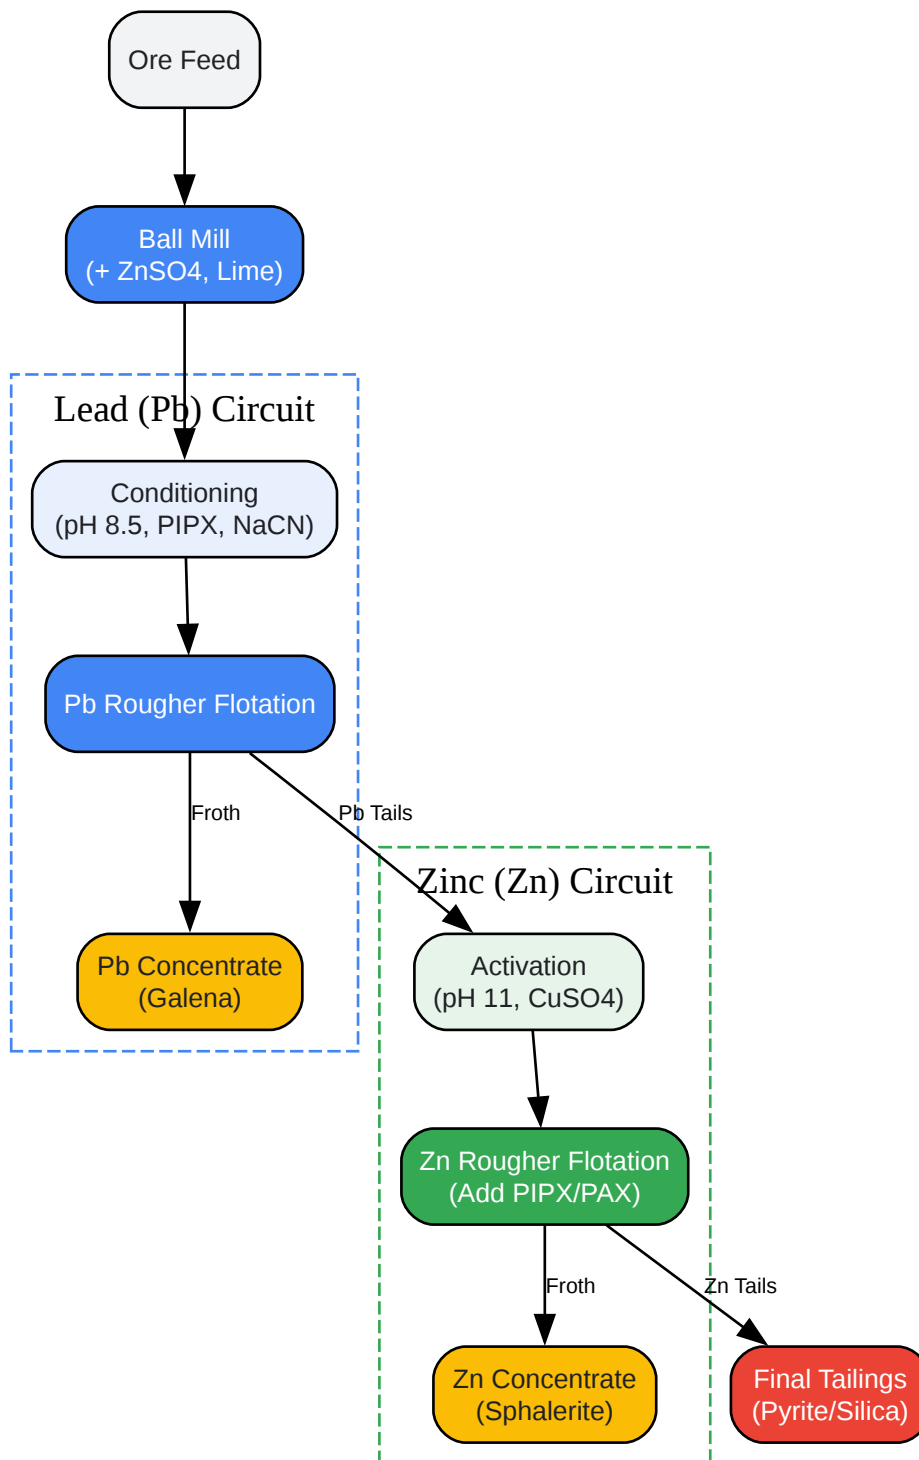 Ore Feed
Ball Mill
(+ ZnSO4, Lime)
Lead (Pb) Circuit
Conditioning
(pH 8.5, PIPX, NaCN)
Pb Rougher Flotation
Froth
Pb Tails
Zinc (Zn) Circuit
Pb Concentrate
(Galena)
Activation
(pH 11, CuSO4)
Zn Rougher Flotation
(Add PIPX/PAX)
Froth
Zn Tails
Zn Concentrate
(Sphalerite)
Final Tailings
(Pyrite/Silica)